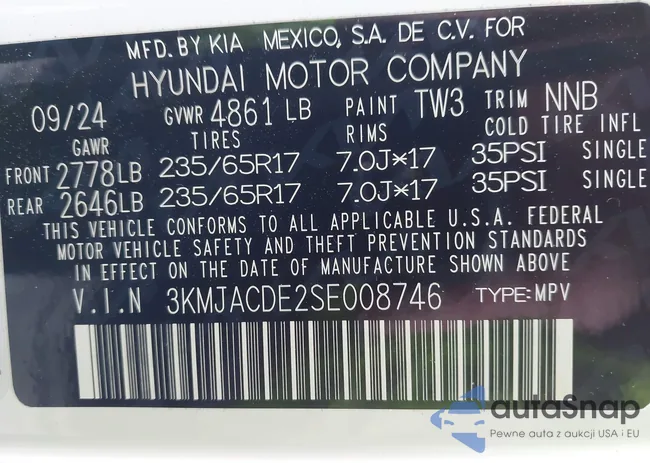 MFD. BY KIA MEXICO, S.A. DE C.V. FOR
HYUNDAI MOTOR COMPANY
09/24 GVWR 4861 LB PAINT TW3 TRIM NNB
GAWR TIRES RIMS COLD TIRE INFL
FRONT 2778LB 235/65R17 7.0J×17 35PSI SINGLE
REAR 2646LB 235/65R17 7.0J×17 35PSI SINGLE
THIS VEHICLE CONFORMS TO ALL APPLICABLE U.S.A. FEDERAL
MOTOR VEHICLE SAFETY AND THEFT PREVENTION STANDARDS
IN EFFECT ON THE DATE OF MANUFACTURE SHOWN ABOVE
V.I.N 3KMJACDE2SE008746 TYPE:MPV
autaSnap
Pewne auta z aukcji USA i EU